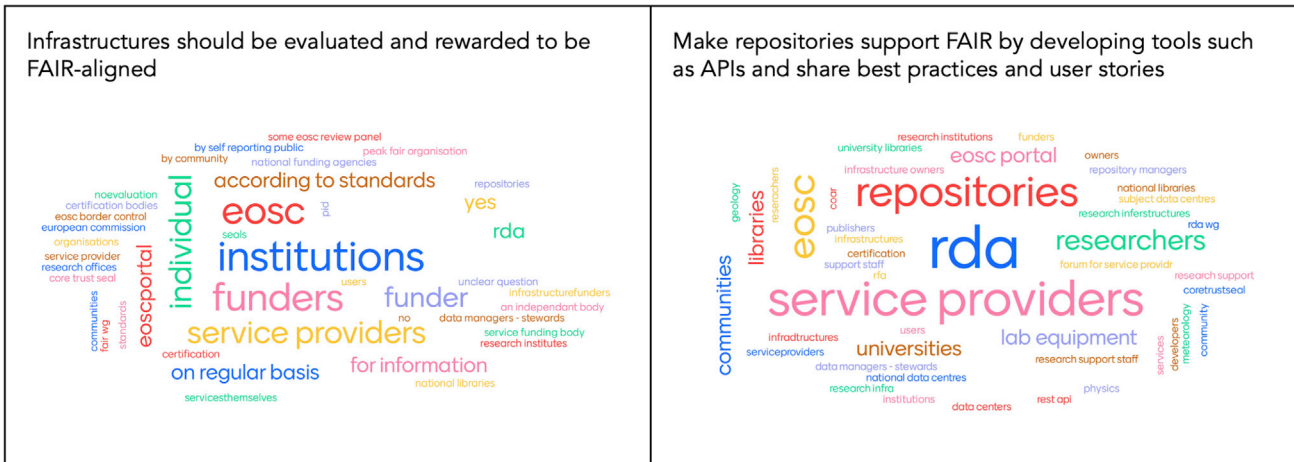 Infrastructures should be evaluated and rewarded to be
FAIR-aligned
some eosc review panel
by self reporting public
peak fair organisation
by community
national funding agencies
according to standards
repositories
noevaluation
certification bodies
individual
eosc
pid
yes
eosc border control
european commission
seals
rda
organisations
institutions
service provider
research offices
eoscportal
core trust seal
users
unclear question
funders
funder
infrastructurefunders
an independant body
communities
fair wg
standards
no
data managers - stewards
service providers
service funding body
research institutes
certification
on regular basis
for information
national libraries
servicesthemselves
Make repositories support FAIR by developing tools such
as APIs and share best practices and user stories
research institutions
funders
university libraries
eosc portal
owners
infrastructure owners
repository managers
geology
libraries
reserachers
eosc
coar
repositories
national libraries
subject data centres
research inferstructures
publishers
rda wg
infrastructures
rda
researchers
certification
support staff
forum for service providr
rfa
research support
communities
service providers
coretrustseal
infradtructures
users
lab equipment
serviceproviders
universities
services
developers
meteorology
community
research support staff
data managers - stewards
national data centres
research infra
physics
institutions
rest api
data centers